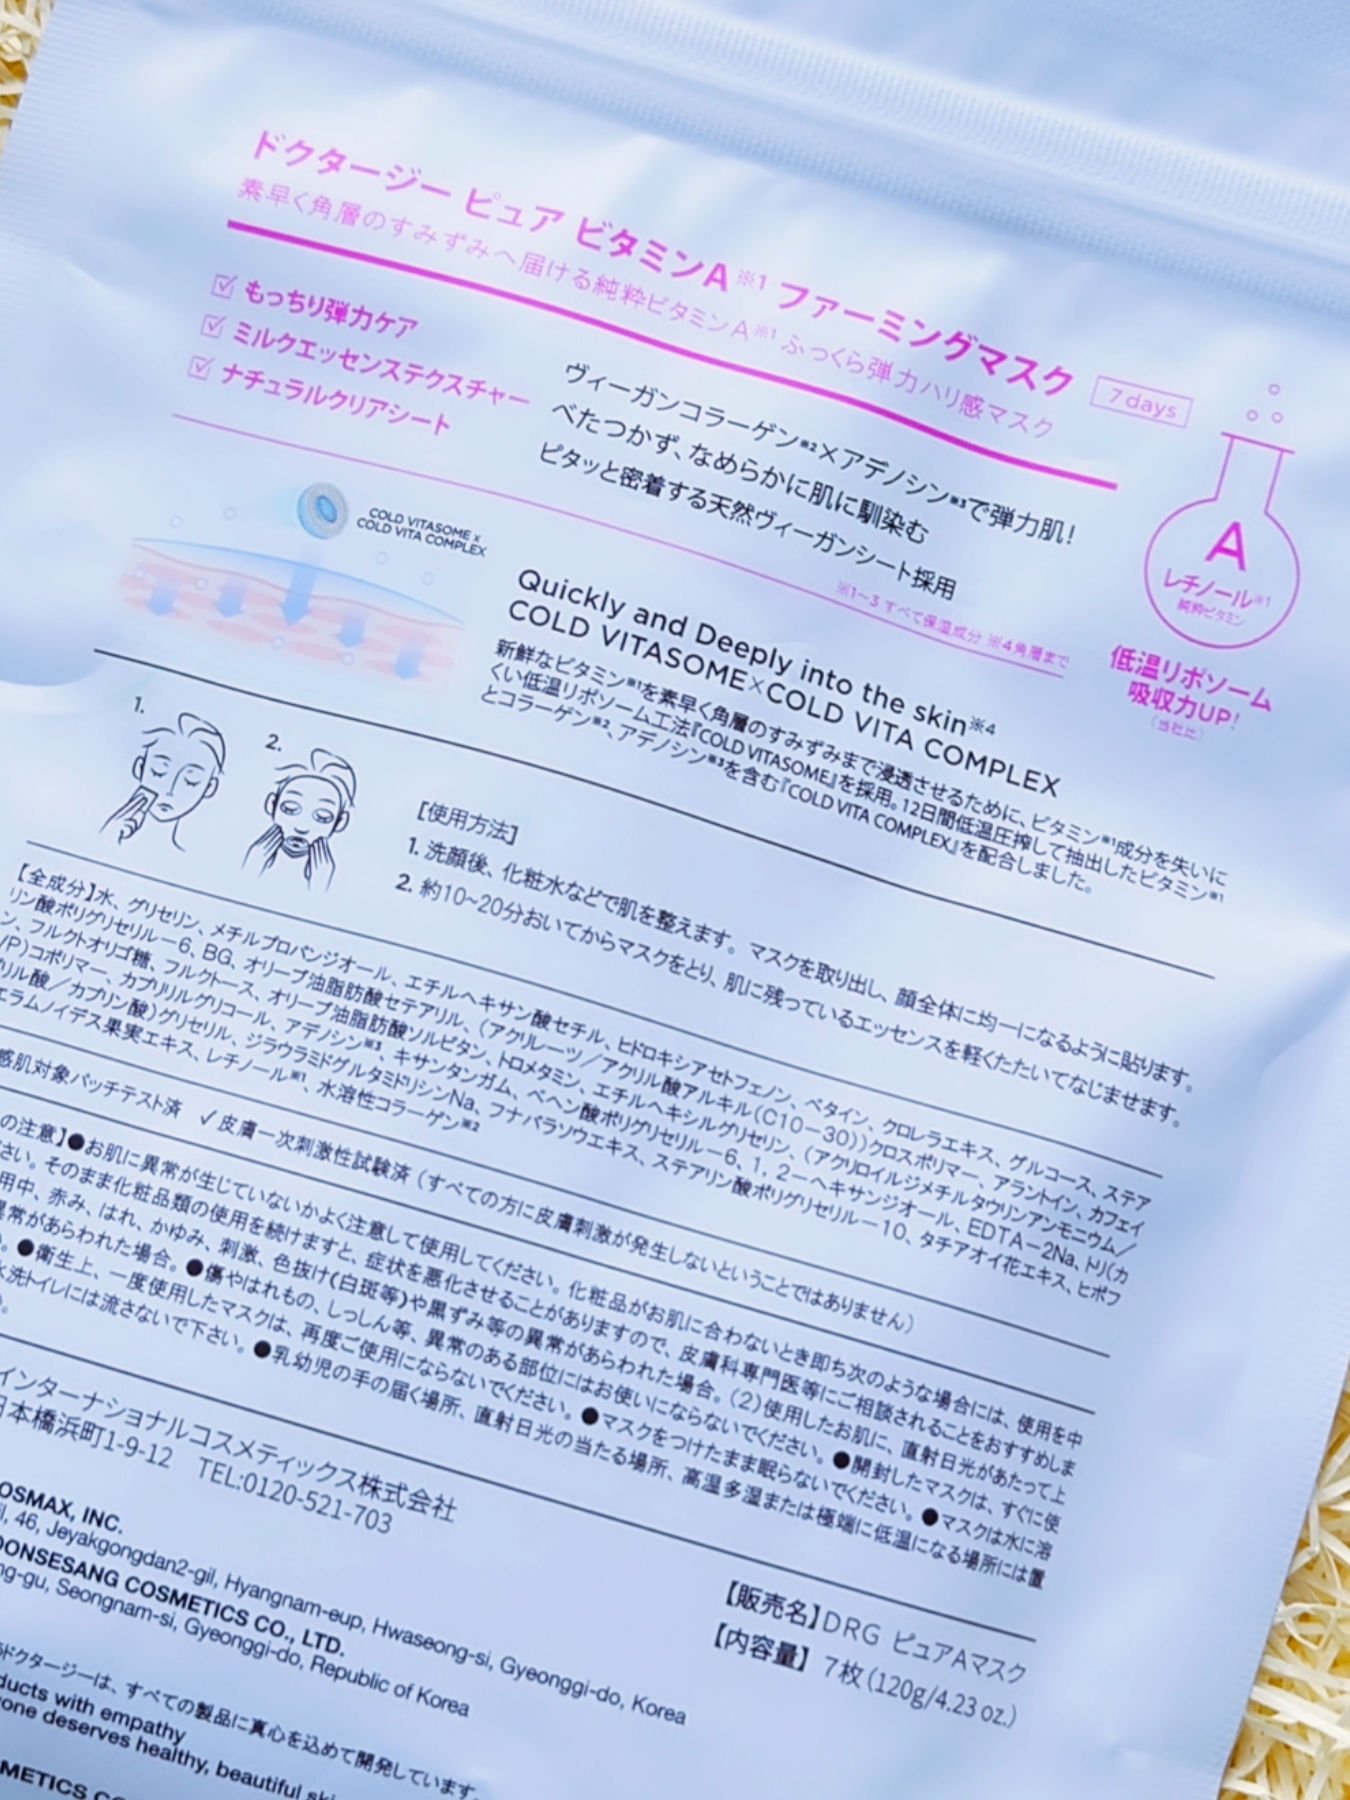 ドクタージー ピュア ビタミンA※1 ファーミングマスク 7days
素早く角層のすみずみへ届ける純粋ビタミンA※1 ふっくら弾力ハリ感マスク
もっちり弾力ケア
ミルクエッセンステクスチャー
ナチュラルクリアシート
ヴィーガンコラーゲン※2×アデノシン※3で弾力肌!
べたつかず、なめらかに肌に馴染む
ピタッと密着する天然ヴィーガンシート採用
※1~3 すべて保湿成分 ※4角層まで
A
レチノール※1
純粋ビタミン
低温リポソーム
吸収力UP!
(当社比)
COLD VITASOME x
COLD VITA COMPLEX
Quickly and Deeply into the skin※4
COLD VITASOME×COLD VITA COMPLEX
新鮮なビタミン※1を素早く角層のすみずみまで浸透させるために、ビタミン※1成分を失いに
くい低温リポソーム工法『COLD VITASOME』を採用。12日間低温圧搾して抽出したビタミン※1
とコラーゲン※2、アデノシン※3を含む『COLD VITA COMPLEX』を配合しました。
1.
2.
[使用方法]
1. 洗顔後、化粧水などで肌を整えます。マスクを取り出し、顔全体に均一になるように貼ります。
2. 約10~20分おいてからマスクをとり、肌に残っているエッセンスを軽くたたいてなじませます。
【全成分】水、グリセリン、メチルプロパンジオール、エチルヘキサン酸セチル、ヒドロキシアセトフェノン、ベタイン、クロレラエキス、グルコース、ステア
リン酸ポリグリセリル－6、BG、オリーブ油脂肪酸セテアリル、(アクリレーツ／アクリル酸アルキル(C10－30))クロスポリマー、アラントイン、カフェイ
ン、フルクトオリゴ糖、フルクトース、オリーブ油脂肪酸ソルビタン、トロメタミン、エチルヘキシルグリセリン、(アクリロイルジメチルタウリンアンモニウム／
VP)コポリマー、カプリリルグリコール、アデノシン※3、キサンタンガム、ベヘン酸ポリグリセリル－6、1,2－ヘキサンジオール、EDTA－2Na、トリ(カ
プリル酸／カプリン酸)グリセリル、ジラウラミドグルタミドリシンNa、フナバラソウエキス、ステアリン酸ポリグリセリル－10、タチアオイ花エキス、ヒポファ
エラムノイデス果実エキス、レチノール※1、水溶性コラーゲン※2
感肌対象パッチテスト済 ✓皮膚一次刺激性試験済 (すべての方に皮膚刺激が発生しないということではありません)
の注意】●お肌に異常が生じていないかよく注意して使用してください。化粧品がお肌に合わないとき即ち次のような場合には、使用を中
さい。そのまま化粧品類の使用を続けますと、症状を悪化させることがありますので、皮膚科専門医等にご相談されることをおすすめしま
用中、赤み、はれ、かゆみ、刺激、色抜け(白斑等)や黒ずみ等の異常があらわれた場合。(2)使用したお肌に、直射日光があたって上
異常があらわれた場合。●傷やはれもの、しっしん等、異常のある部位にはお使いにならないでください。●開封したマスクは、すぐに使
。●衛生上、一度使用したマスクは、再度ご使用にならないでください。●マスクをつけたまま眠らないでください。●マスクは水に溶
水洗トイレには流さないで下さい。●乳幼児の手の届く場所、直射日光の当たる場所、高温多湿または極端に低温になる場所には置
。
インターナショナルコスメティックス株式会社
日本橋浜町1-9-12 TEL:0120-521-703
【販売名】DRG ピュアAマスク
【内容量】7枚(120g/4.23 oz.)
OSMAX, INC.
il, 46, Jeyakgongdan2-gil, Hyangnam-eup, Hwaseong-si, Gyeonggi-do, Korea
OONSESANG COSMETICS CO., LTD.
ng-gu, Seongnam-si, Gyeonggi-do, Republic of Korea
ドクタージーは、すべての製品に真心を込めて開発しています。
ducts with empathy
one deserves healthy, beautiful
METICS